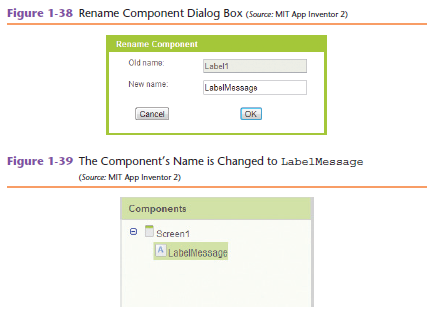 Figure 1-38 Rename Component Dialog Box (Source: MIT App Inventor 2)
Rename Component
Old name: Label1
New name: LabelMessage
Cancel OK
Figure 1-39 The Component's Name is Changed to LabelMessage
(Source: MIT App Inventor 2)
Components
Screen1
A LabelMessage